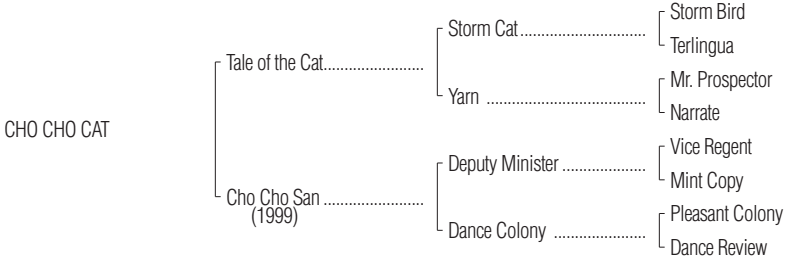 Storm Bird
Storm Cat..............................
Terlingua
Tale of the Cat........................
Mr. Prospector
Yarn ......................................
Narrate
CHO CHO CAT
Vice Regent
Deputy Minister ....................
Mint Copy
Cho Cho San ........................
(1999)
Pleasant Colony
Dance Colony ......................
Dance Review